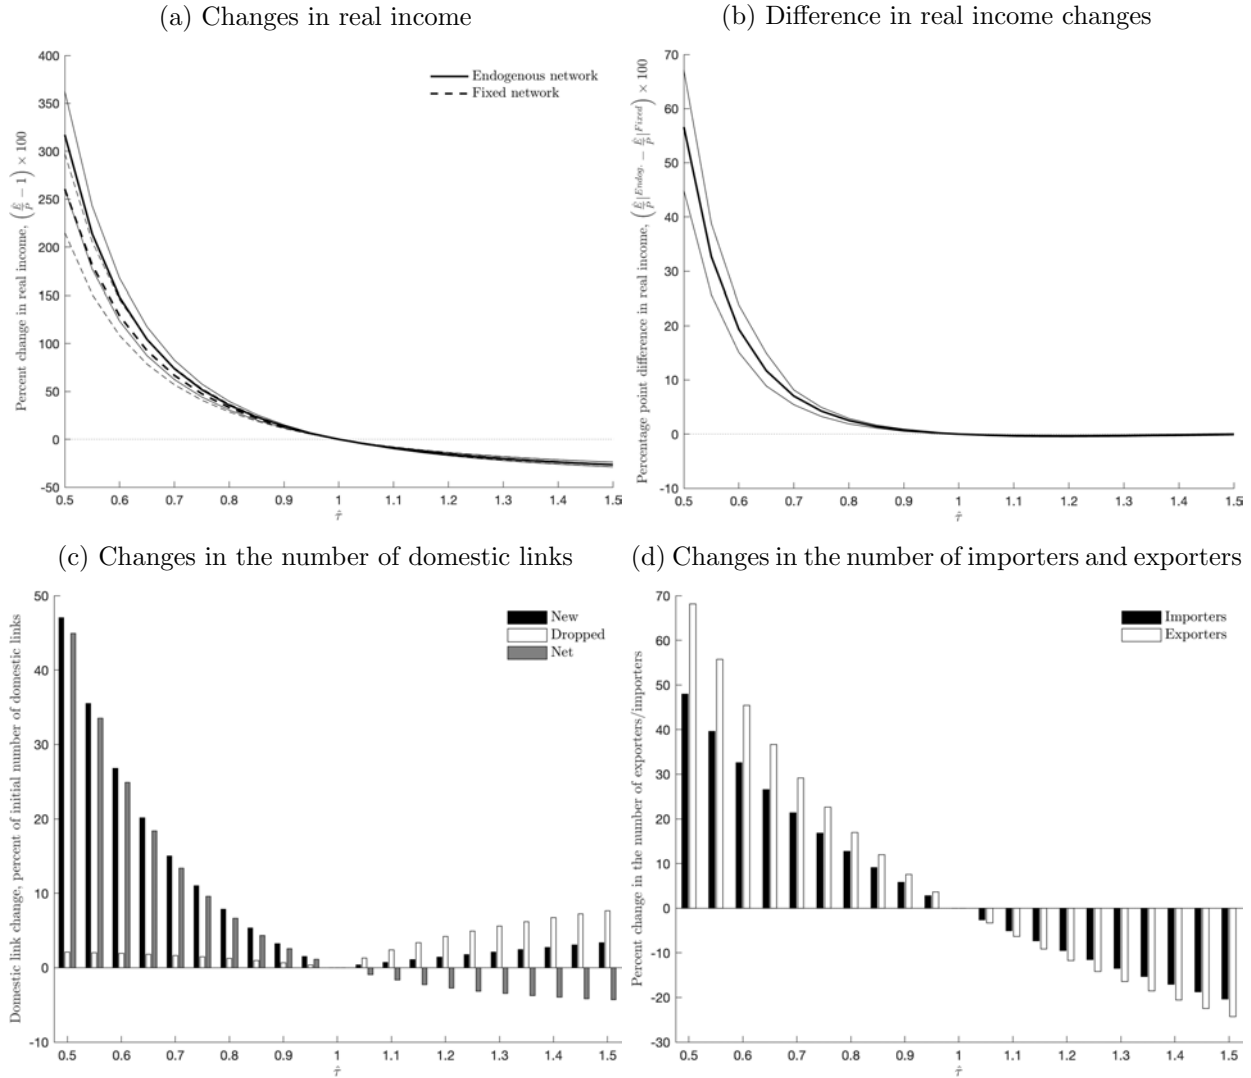 (a) Changes in real income
(b) Difference in real income changes
Percent change in real income, (Ê/P̂ − 1) × 100
400
350
300
250
200
150
100
50
0
-50
0.5 0.6 0.7 0.8 0.9 1 1.1 1.2 1.3 1.4 1.5
τ̂
Endogenous network
Fixed network
Percentage point difference in real income, (Ê/P̂|^Endog. − Ê/P̂|^Fixed) × 100
70
60
50
40
30
20
10
0
-10
0.5 0.6 0.7 0.8 0.9 1 1.1 1.2 1.3 1.4 1.5
τ̂
(c) Changes in the number of domestic links
(d) Changes in the number of importers and exporters
Domestic link change, percent of initial number of domestic links
50
40
30
20
10
0
-10
0.5 0.6 0.7 0.8 0.9 1 1.1 1.2 1.3 1.4 1.5
τ̂
New
Dropped
Net
Percent change in the number of exporters/importers
70
60
50
40
30
20
10
0
-10
-20
-30
0.5 0.6 0.7 0.8 0.9 1 1.1 1.2 1.3 1.4 1.5
τ̂
Importers
Exporters